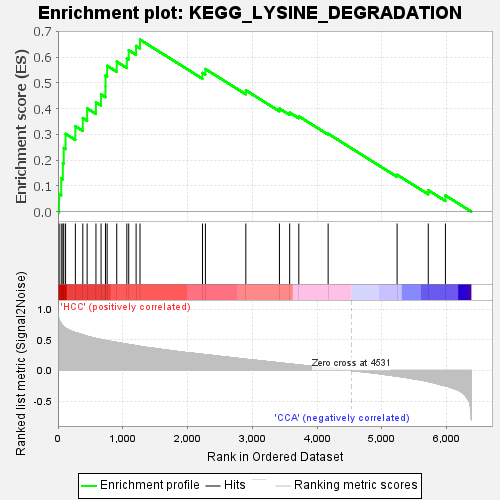 Enrichment plot: KEGG_LYSINE_DEGRADATION
Enrichment score (ES)
0.7
0.6
0.5
0.4
0.3
0.2
0.1
0.0
'HCC' (positively correlated)
Ranked list metric (Signal2Noise)
1.0
0.5
0.0
-0.5
Zero cross at 4531
'CCA' (negatively correlated)
0
1,000
2,000
3,000
4,000
5,000
6,000
Rank in Ordered Dataset
Enrichment profile
Hits
Ranking metric scores